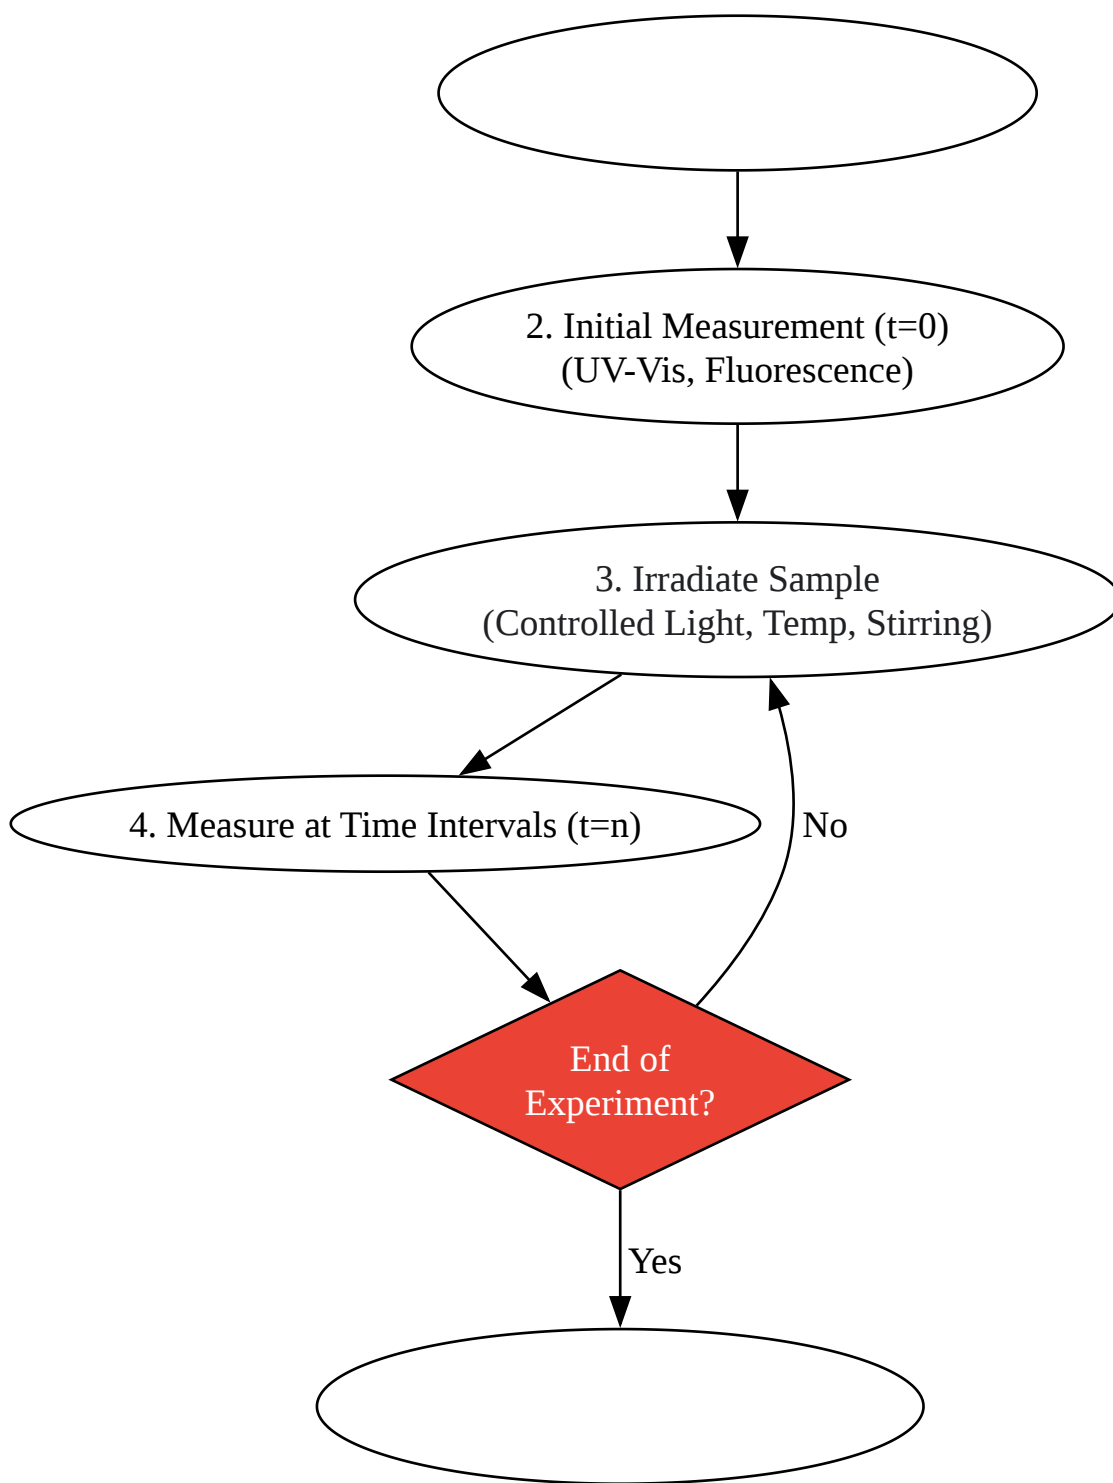 2. Initial Measurement (t=0)
(UV-Vis, Fluorescence)
3. Irradiate Sample
(Controlled Light, Temp, Stirring)
4. Measure at Time Intervals (t=n)
No
End of
Experiment?
Yes